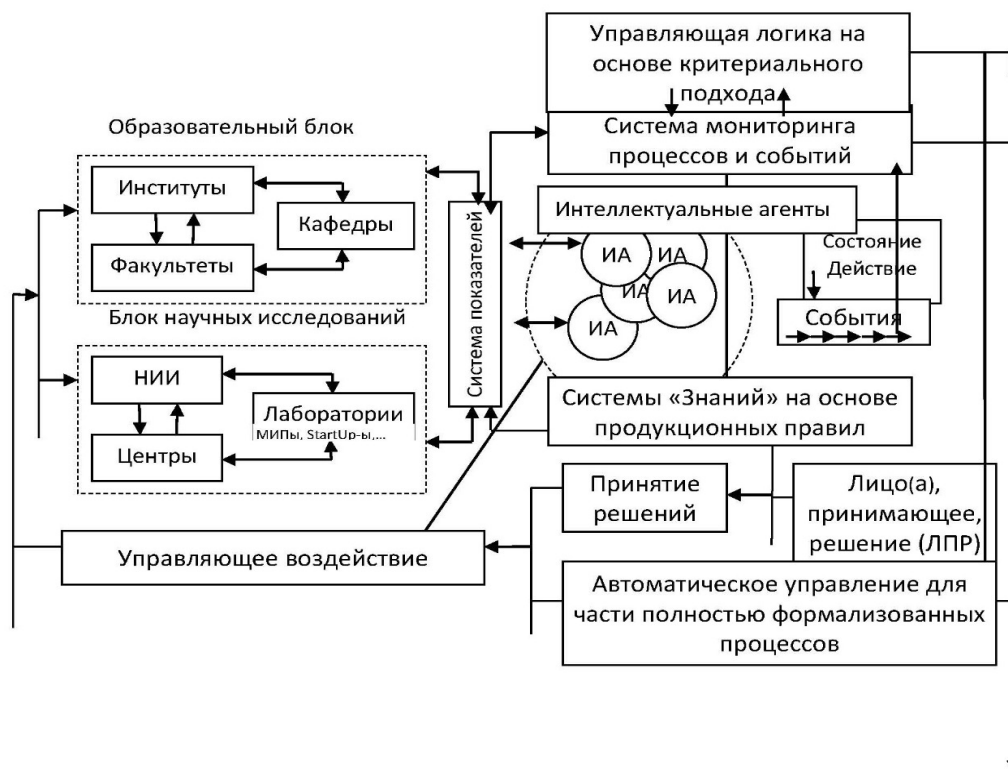 Управляющая логика на
основе критериального
подхода
Система мониторинга
процессов и событий
Образовательный блок
Институты
Кафедры
Факультеты
Блок научных исследований
НИИ
Лаборатории
МИПы, StartUp-ы,...
Центры
Система показателей
Интеллектуальные агенты
ИА
ИА
ИА
ИА
ИА
Состояние
Действие
События
Системы «Знаний» на основе
продукционных правил
Принятие
решений
Лицо(а),
принимающее,
решение (ЛПР)
Управляющее воздействие
Автоматическое управление для
части полностью формализованных
процессов